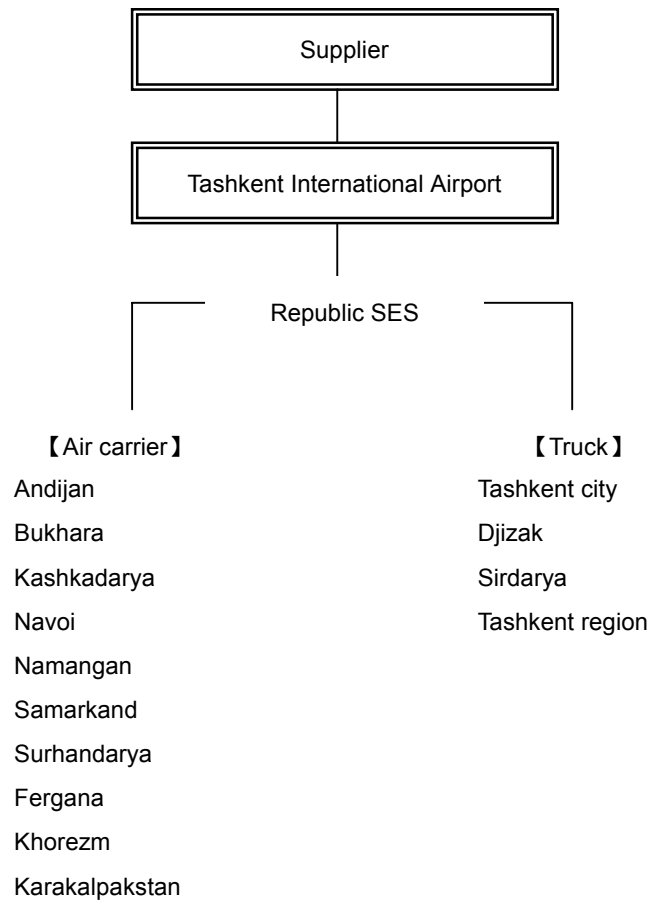 Supplier
Tashkent International Airport
Republic SES
【Air carrier】
Andijan
Bukhara
Kashkadarya
Navoi
Namangan
Samarkand
Surhandarya
Fergana
Khorezm
Karakalpakstan
【Truck】
Tashkent city
Djizak
Sirdarya
Tashkent region